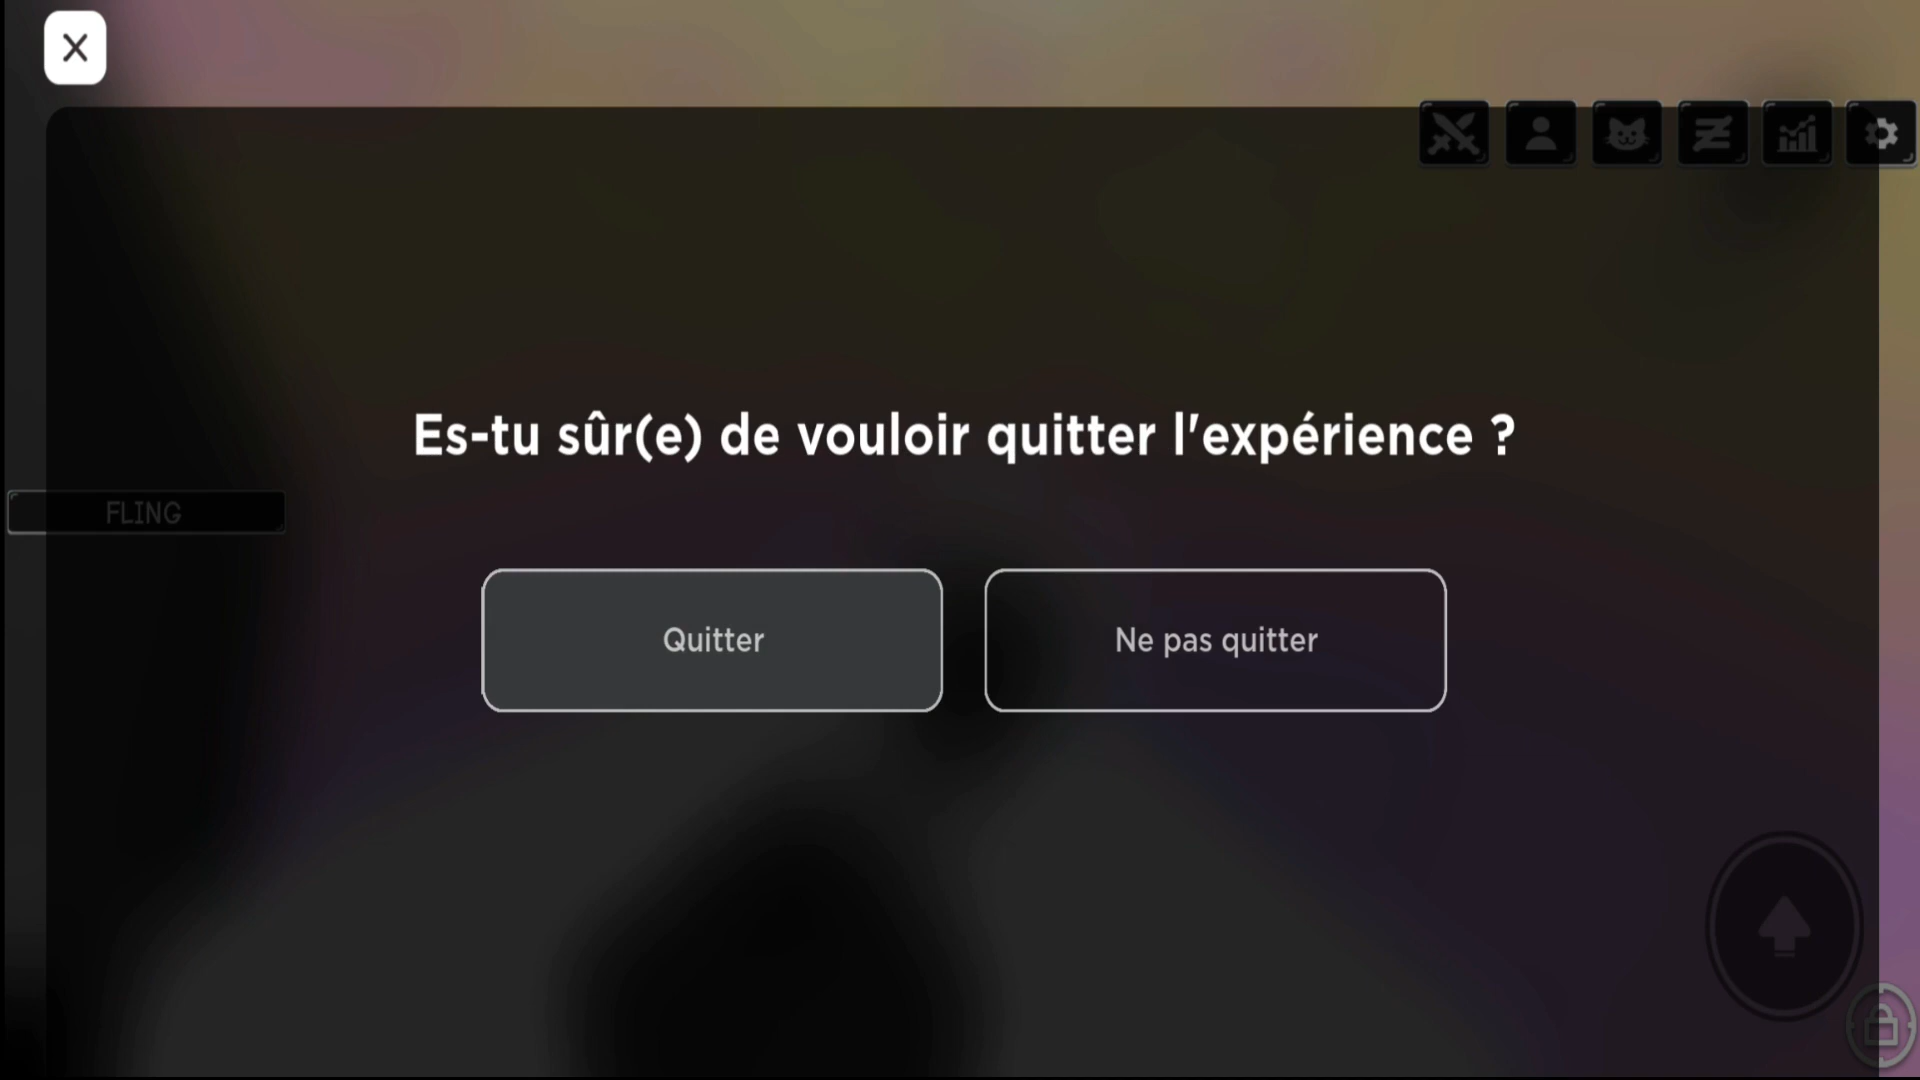 Es-tu sûr(e) de vouloir quitter l'expérience ?
FLING
Quitter
Ne pas quitter